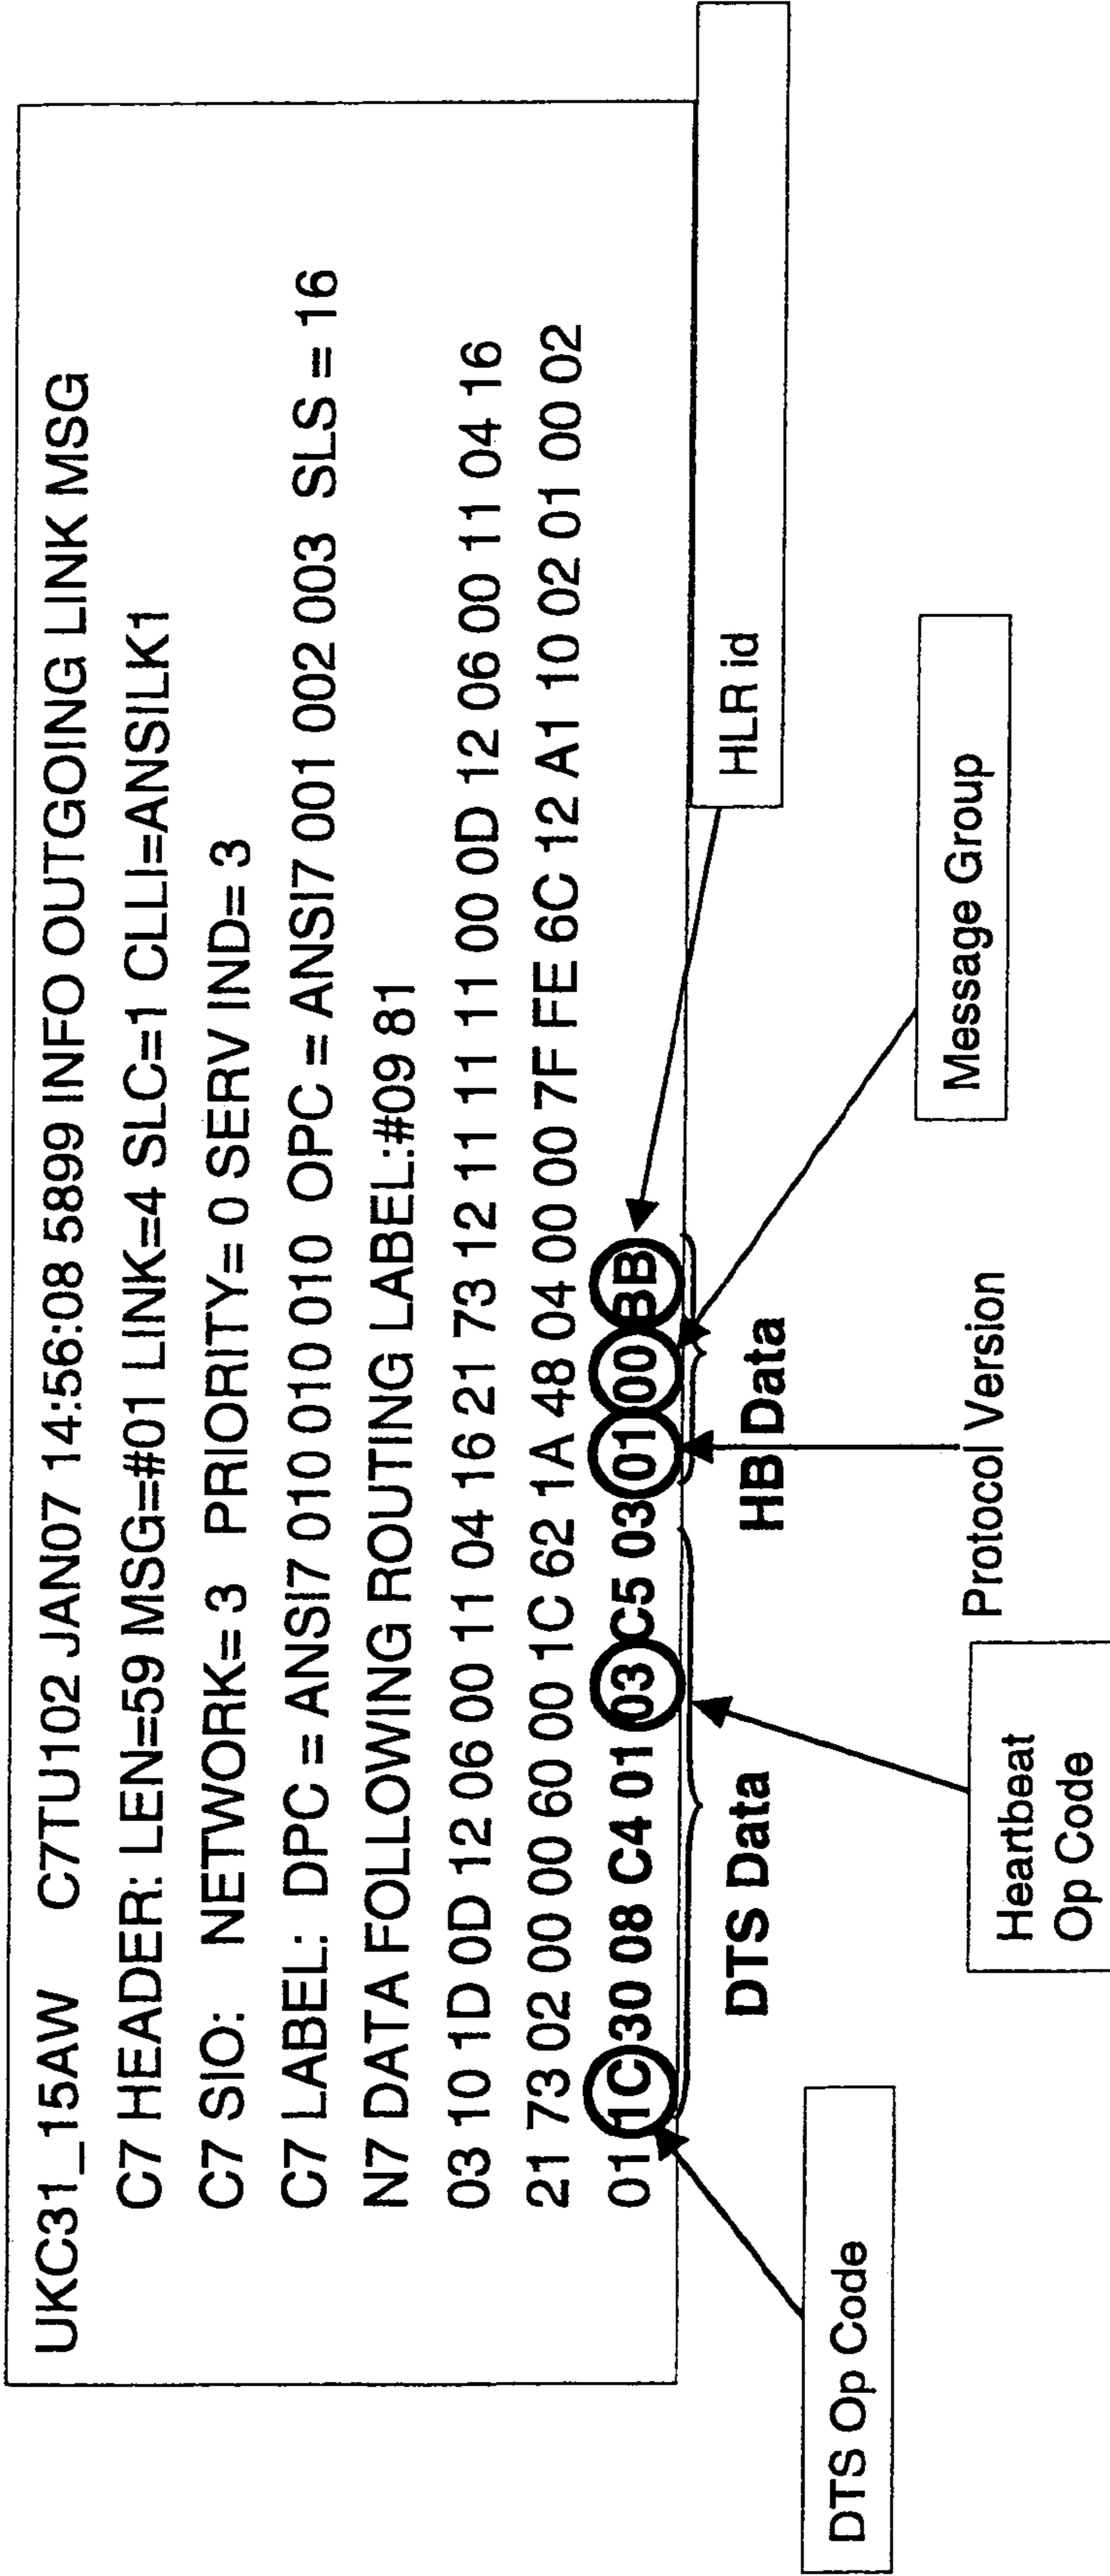 UKC31_15AW C7TU102 JAN07 14:56:08 5899 INFO OUTGOING LINK MSG
C7 HEADER: LEN=59 MSG=#01 LINK=4 SLC=1 CLLI=ANSILK1
C7 SIO: NETWORK= 3 PRIORITY= 0 SERV IND= 3
C7 LABEL: DPC = ANSI7 010 010 010 OPC = ANSI7 001 002 003 SLS = 16
N7 DATA FOLLOWING ROUTING LABEL:#09 81
03 10 1D 0D 12 06 00 11 04 16 21 73 12 11 11 11 00 0D 12 06 00 11 04 16
21 73 02 00 00 60 00 1C 62 1A 48 04 00 00 7F FE 6C 12 A1 10 02 01 00 02
01 1C 30 08 C4 01 03 C5 03 01 00 BB
DTS Data
HB Data
HLR id
DTS Op Code
Message Group
Protocol Version
Heartbeat
Op Code